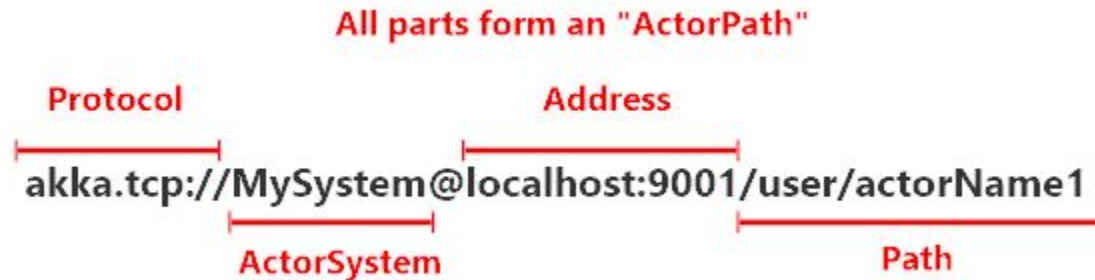 All parts form an "ActorPath"
Protocol Address
akka.tcp://MySystem@localhost:9001/user/actorName1
ActorSystem Path